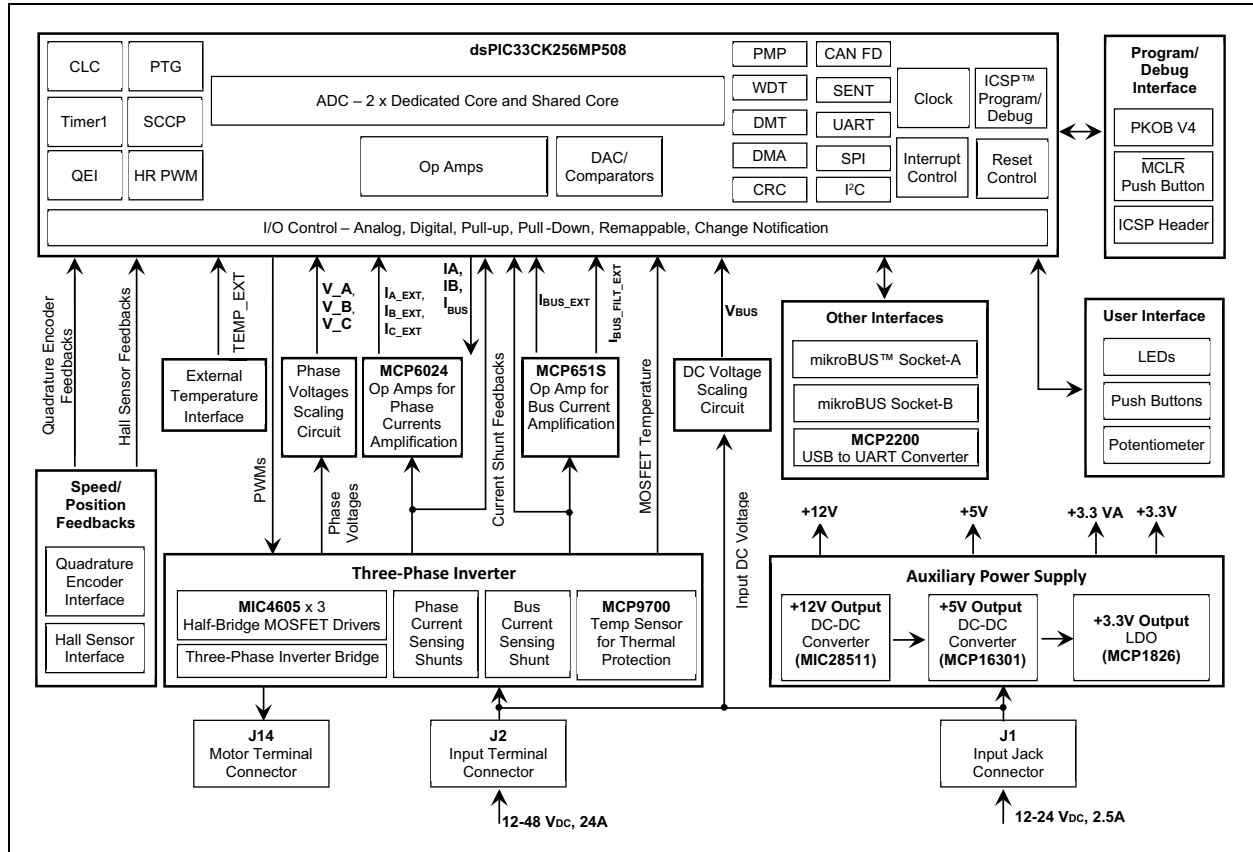 dsPIC33CK256MP508
CLC
PTG
Timer1
SCCP
QEI
HR PWM
ADC – 2 x Dedicated Core and Shared Core
Op Amps
DAC/
Comparators
PMP
CAN FD
WDT
SENT
DMT
UART
DMA
SPI
CRC
I²C
Clock
ICSP™
Program/
Debug
Interrupt
Control
Reset
Control
I/O Control – Analog, Digital, Pull-up, Pull-Down, Remappable, Change Notification
Program/
Debug
Interface
PKOB V4
MCLR
Push Button
ICSP Header
Quadrature Encoder
Feedbacks
Hall Sensor Feedbacks
TEMP_EXT
PWMs
V_A,
V_B,
V_C
IA_EXT,
IB_EXT,
IC_EXT
IA,
IB,
IBUS
Current Shunt Feedbacks
IBUS_EXT
IBUS_FILT_EXT
MOSFET Temperature
VBUS
External
Temperature
Interface
Phase
Voltages
Scaling
Circuit
MCP6024
Op Amps for
Phase
Currents
Amplification
MCP651S
Op Amp for
Bus Current
Amplification
DC Voltage
Scaling
Circuit
Other Interfaces
mikroBUS™ Socket-A
mikroBUS Socket-B
MCP2200
USB to UART Converter
User Interface
LEDs
Push Buttons
Potentiometer
Speed/
Position
Feedbacks
Quadrature
Encoder
Interface
Hall Sensor
Interface
Phase
Voltages
Input DC Voltage
Three-Phase Inverter
MIC4605 x 3
Half-Bridge MOSFET Drivers
Three-Phase Inverter Bridge
Phase
Current
Sensing
Shunts
Bus
Current
Sensing
Shunt
MCP9700
Temp Sensor
for Thermal
Protection
+12V
+5V
+3.3 VA
+3.3V
Auxiliary Power Supply
+12V Output
DC-DC
Converter
(MIC28511)
+5V Output
DC-DC
Converter
(MCP16301)
+3.3V Output
LDO
(MCP1826)
J14
Motor Terminal
Connector
J2
Input Terminal
Connector
J1
Input Jack
Connector
12-48 VDC, 24A
12-24 VDC, 2.5A